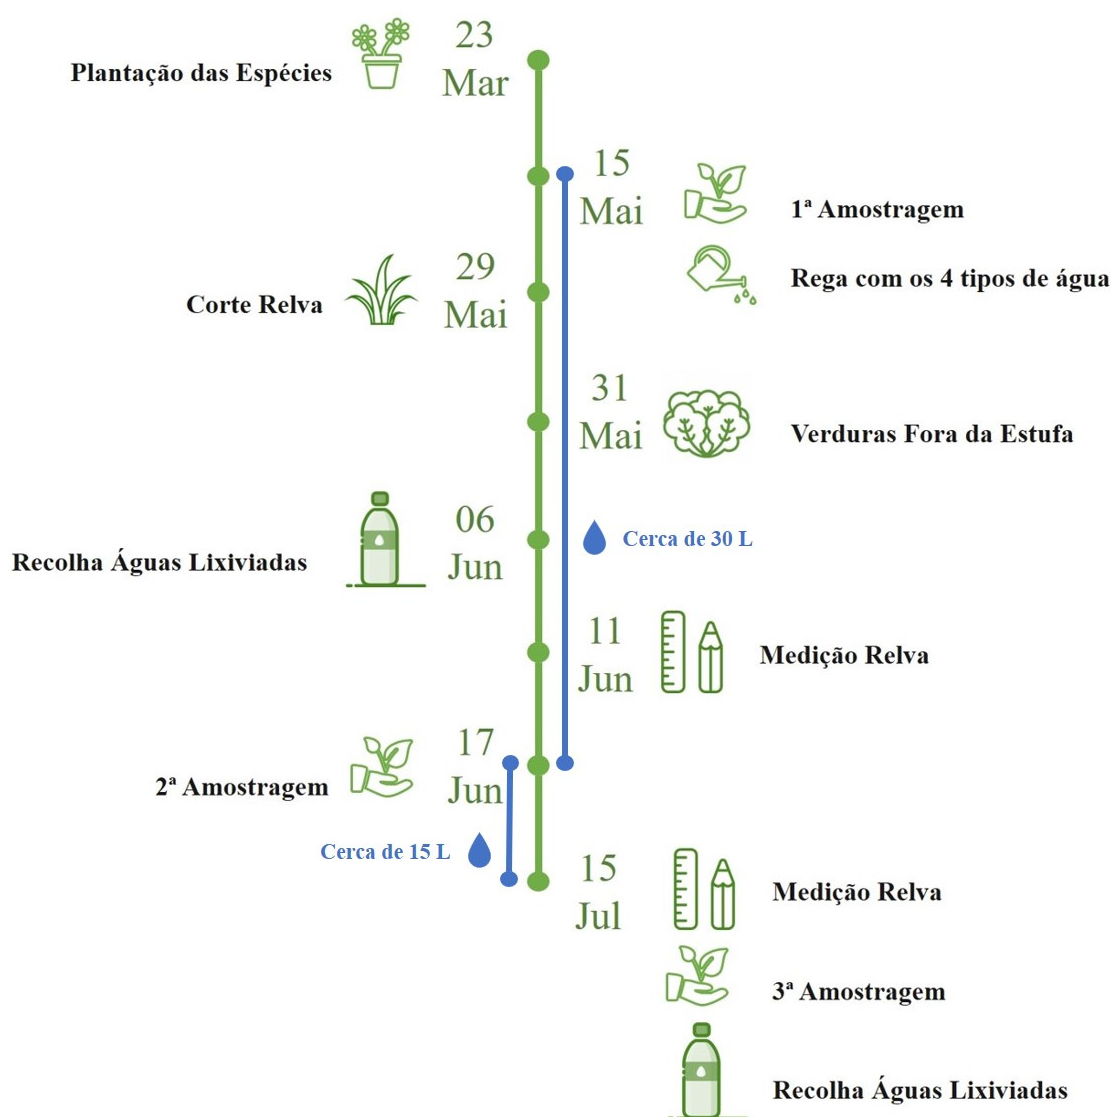 23
Mar
Plantação das Espécies
15
Mai
1ª Amostragem
Rega com os 4 tipos de água
29
Mai
Corte Relva
31
Mai
Verduras Fora da Estufa
06
Jun
Recolha Águas Lixiviadas
Cerca de 30 L
11
Jun
Medição Relva
17
Jun
2ª Amostragem
Cerca de 15 L
15
Jul
Medição Relva
3ª Amostragem
Recolha Águas Lixiviadas